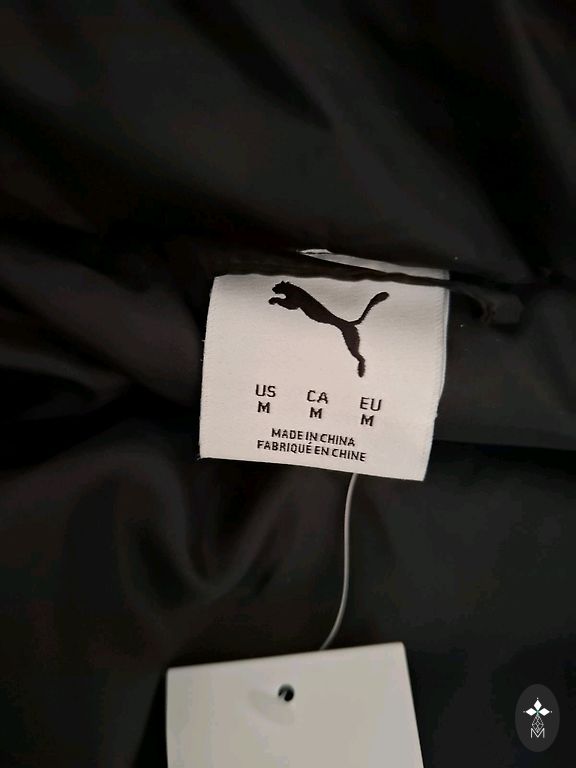 US CA EU
M M M
MADE IN CHINA
FABRIQUÉ EN CHINE
M